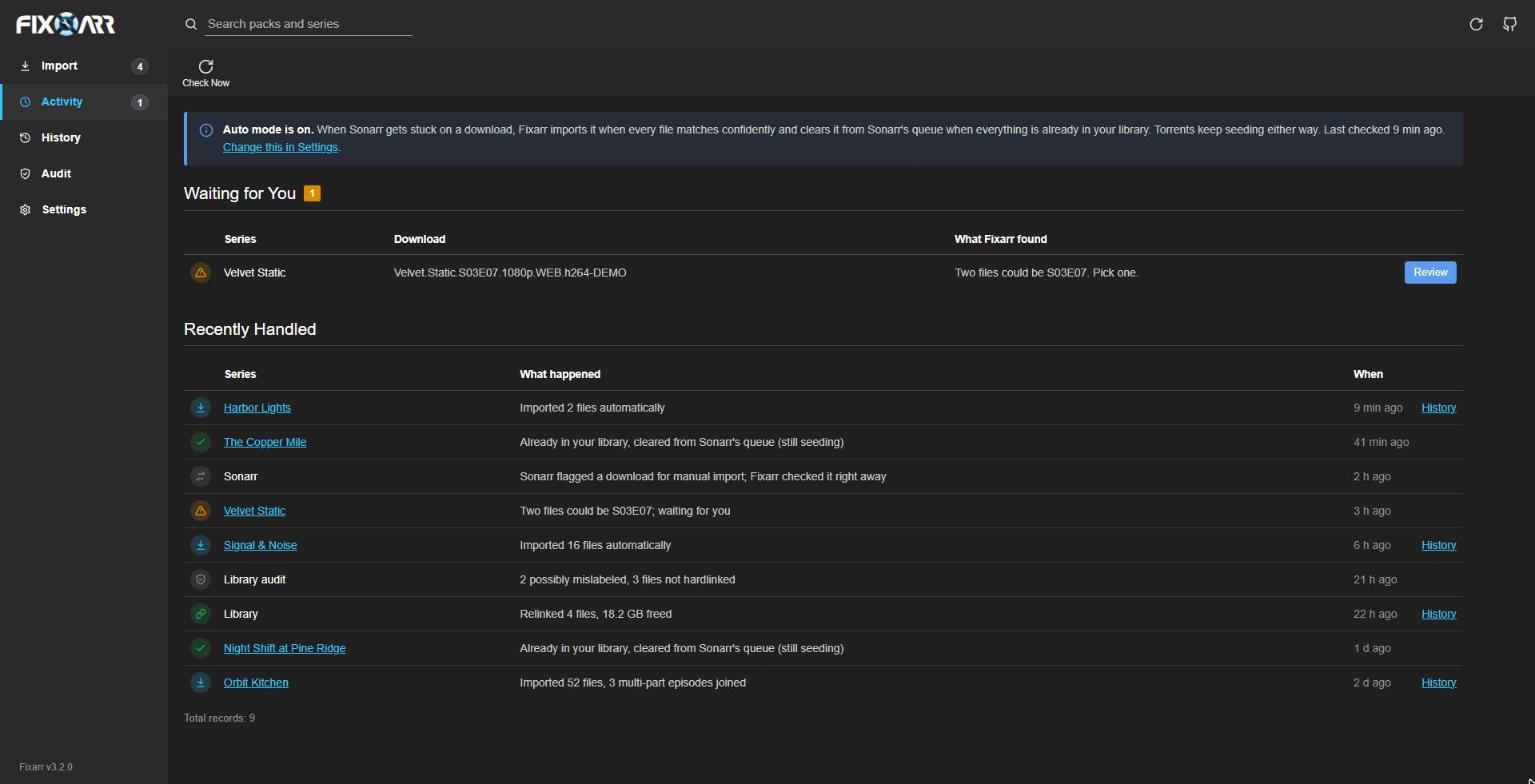 FIXARR
Search packs and series
Import 4
Activity 1
History
Audit
Settings
Check Now
Auto mode is on. When Sonarr gets stuck on a download, Fixarr imports it when every file matches confidently and clears it from Sonarr's queue when everything is already in your library. Torrents keep seeding either way. Last checked 9 min ago.
Change this in Settings.
Waiting for You 1
Series Download What Fixarr found
Velvet Static Velvet.Static.S03E07.1080p.WEB.h264-DEMO Two files could be S03E07. Pick one. Review
Recently Handled
Series What happened When
Harbor Lights Imported 2 files automatically 9 min ago History
The Copper Mile Already in your library, cleared from Sonarr's queue (still seeding) 41 min ago
Sonarr Sonarr flagged a download for manual import; Fixarr checked it right away 2 h ago
Velvet Static Two files could be S03E07; waiting for you 3 h ago
Signal & Noise Imported 16 files automatically 6 h ago History
Library audit 2 possibly mislabeled, 3 files not hardlinked 21 h ago
Library Relinked 4 files, 18.2 GB freed 22 h ago History
Night Shift at Pine Ridge Already in your library, cleared from Sonarr's queue (still seeding) 1 d ago
Orbit Kitchen Imported 52 files, 3 multi-part episodes joined 2 d ago History
Total records: 9
Fixarr v3.2.0